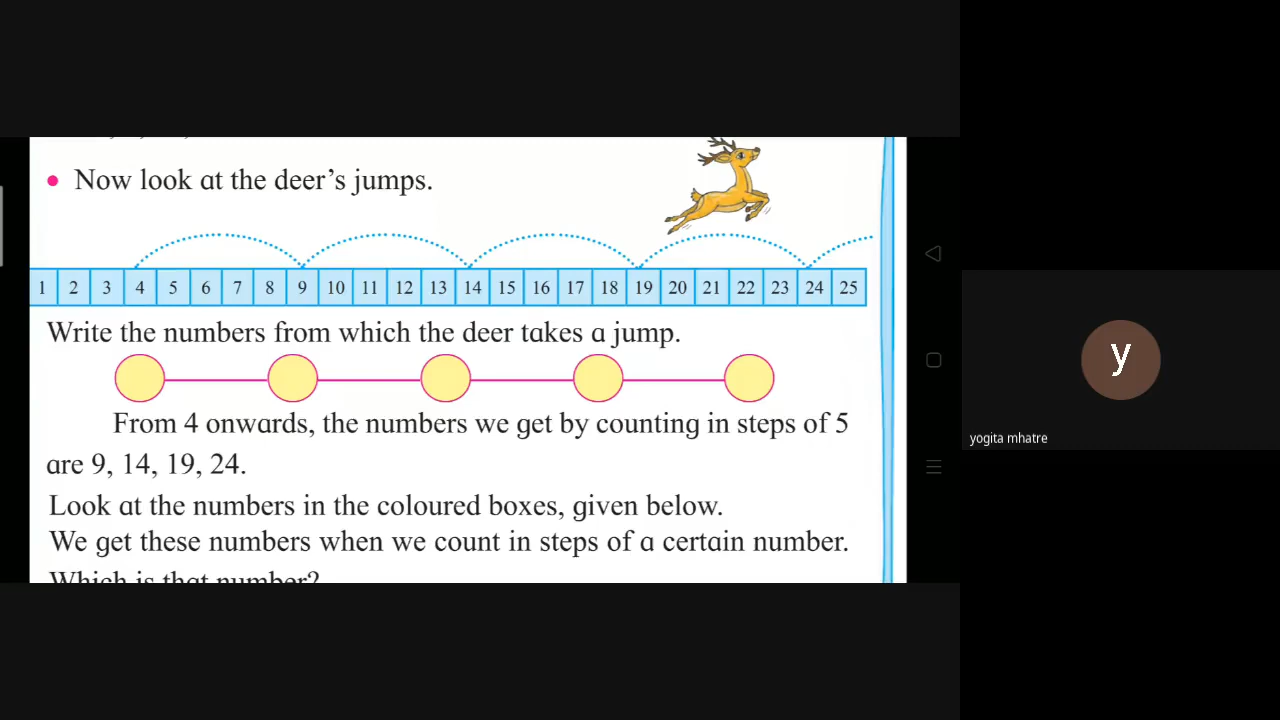 • Now look at the deer's jumps.
1 2 3 4 5 6 7 8 9 10 11 12 13 14 15 16 17 18 19 20 21 22 23 24 25
Write the numbers from which the deer takes a jump.
From 4 onwards, the numbers we get by counting in steps of 5
are 9, 14, 19, 24.
Look at the numbers in the coloured boxes, given below.
We get these numbers when we count in steps of a certain number.
Which is that number?
y
yogita mhatre